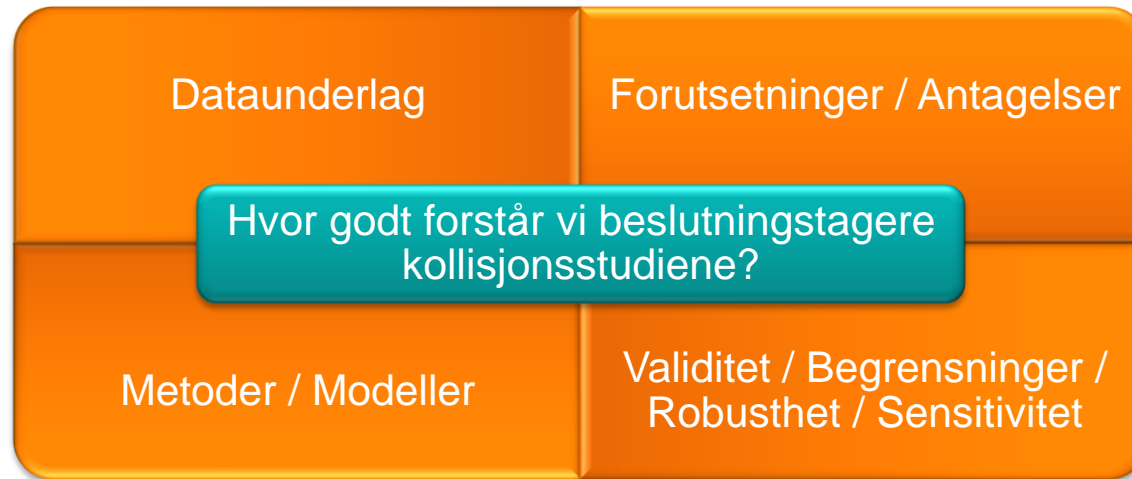 Dataunderlag
Forutsetninger / Antagelser
Hvor godt forstår vi beslutningstagere
kollisjonsstudiene?
Metoder / Modeller
Validitet / Begrensninger /
Robusthet / Sensitivitet